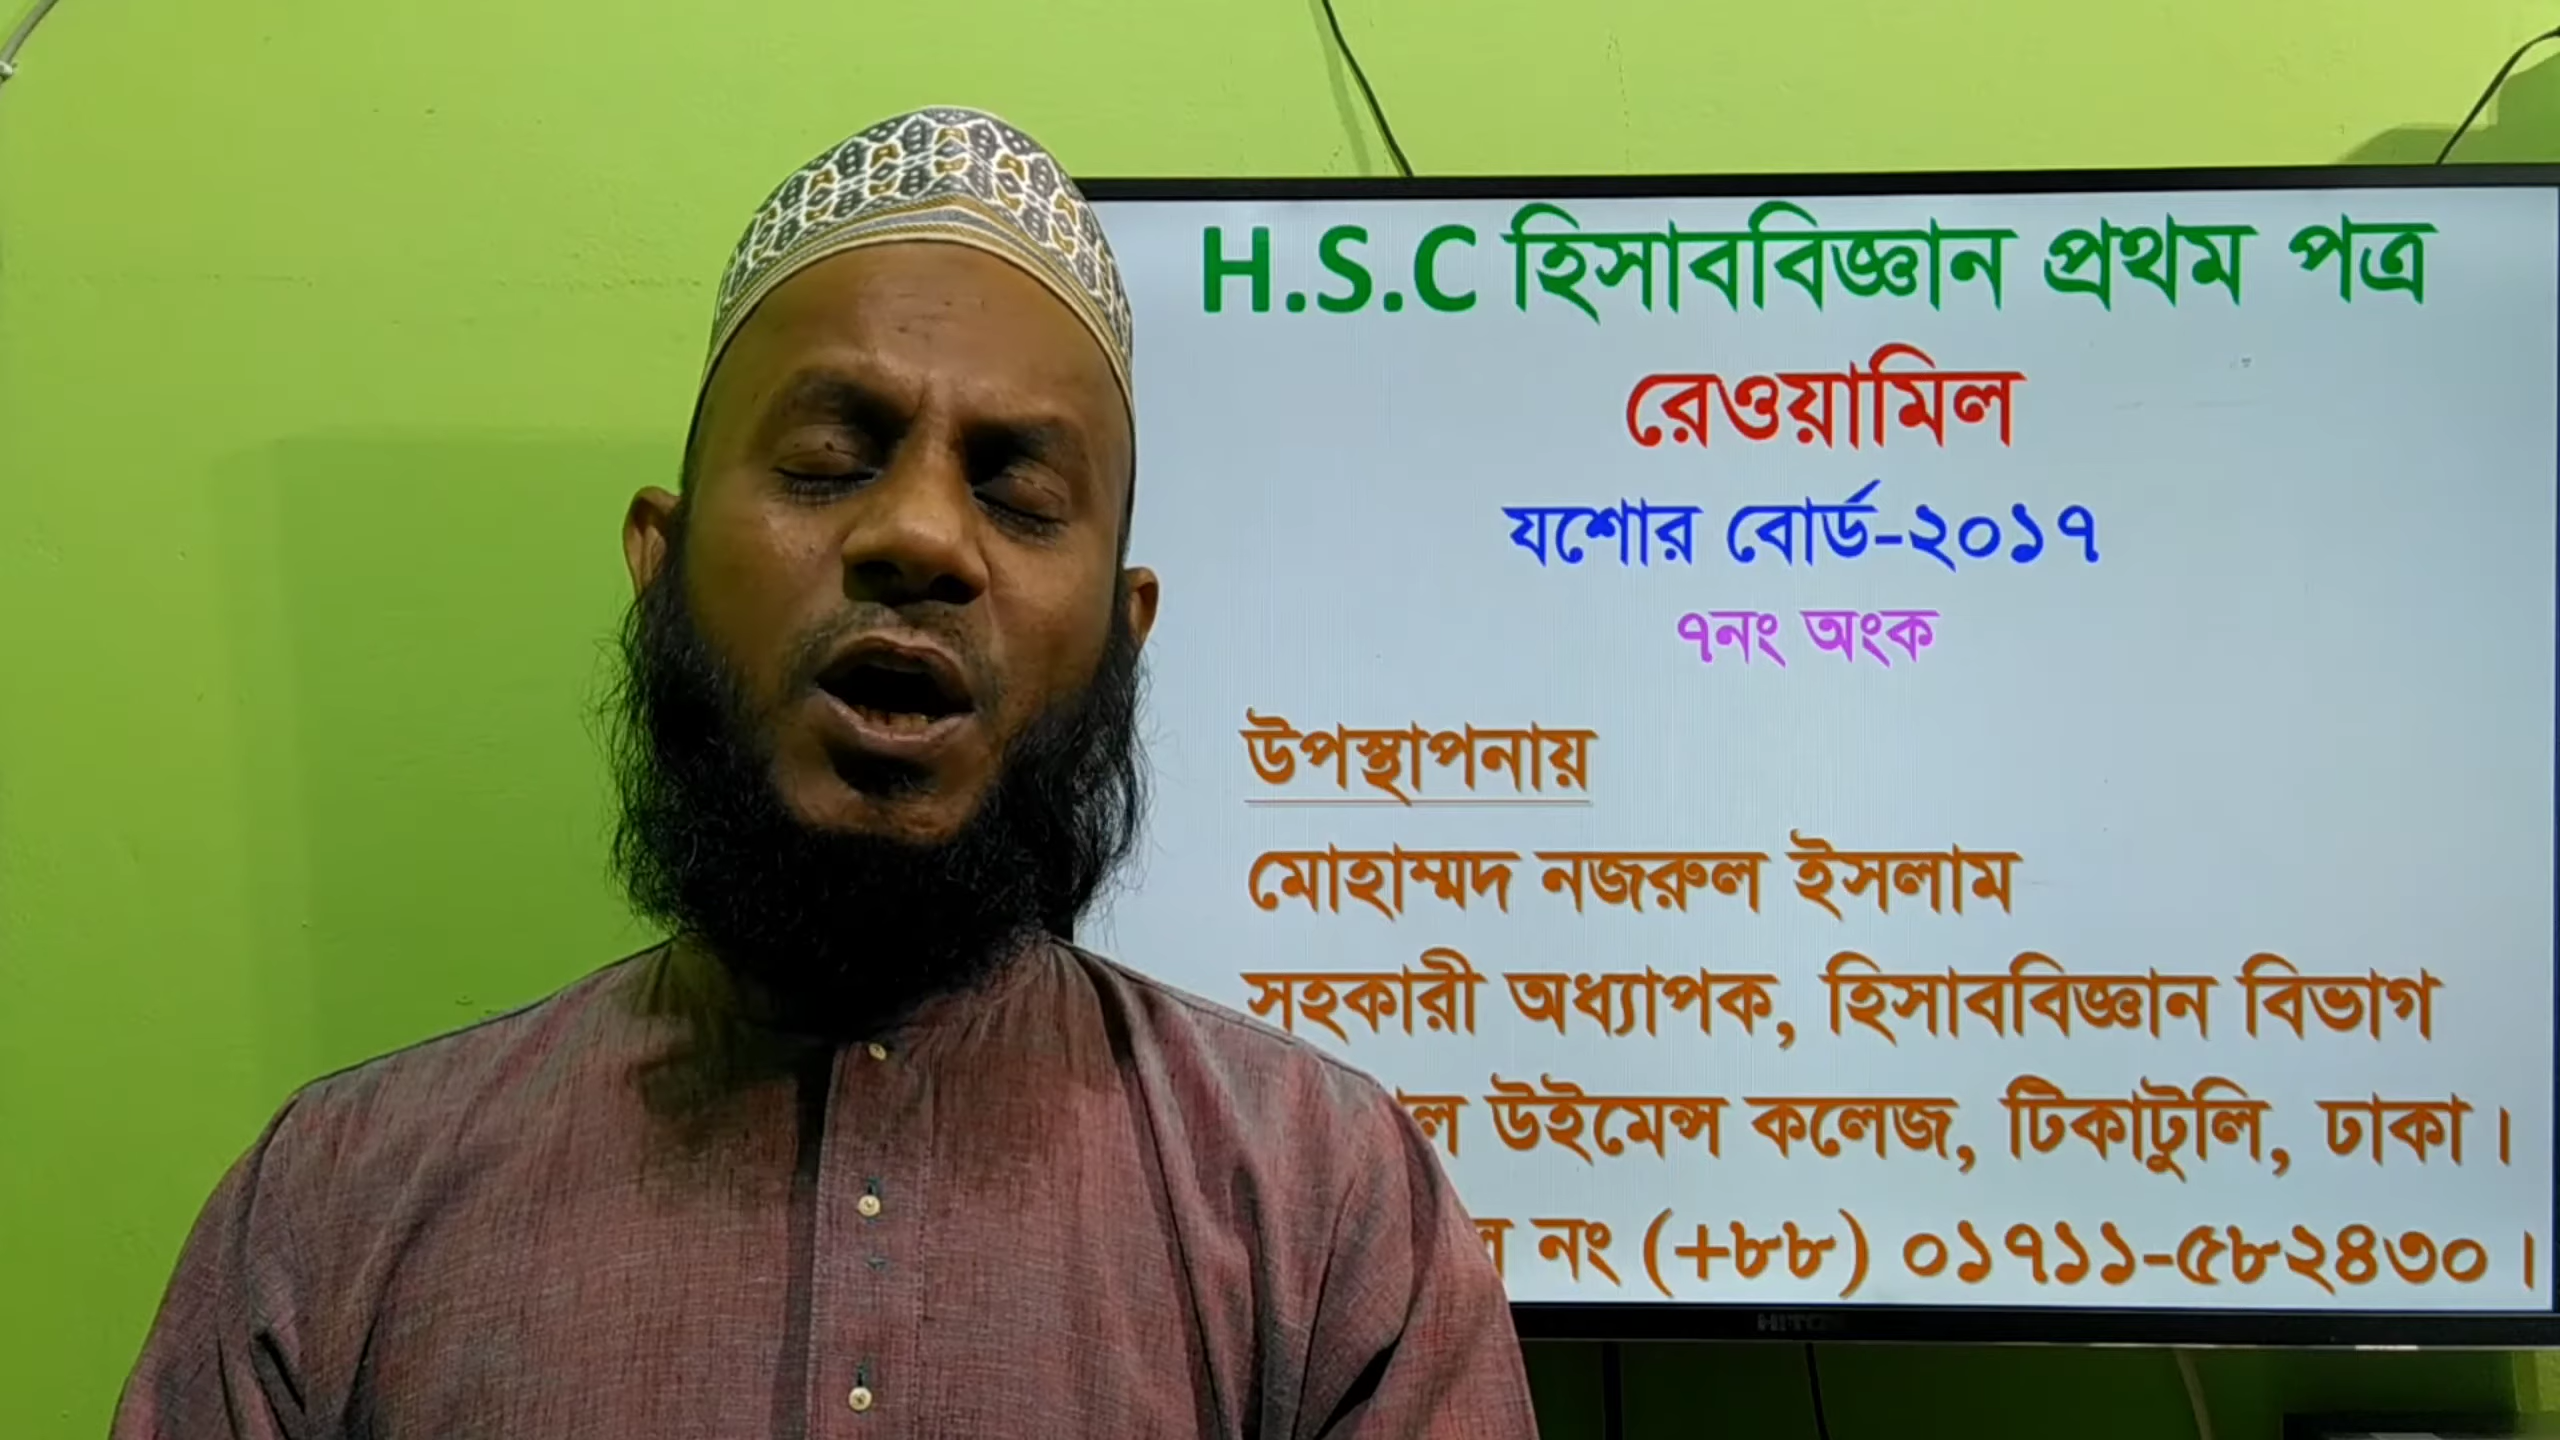 H.S.C হিসাববিজ্ঞান প্রথম পত্র
রেওয়ামিল
যশোর বোর্ড-২০১৭
৭নং অংক
উপস্থাপনায়
মোহাম্মদ নজরুল ইসলাম
সহকারী অধ্যাপক, হিসাববিজ্ঞান বিভাগ
উইমেন্স কলেজ, টিকাটুলি, ঢাকা।
নং (+৮৮) ০১৭১১-৫৮২৪৩০।